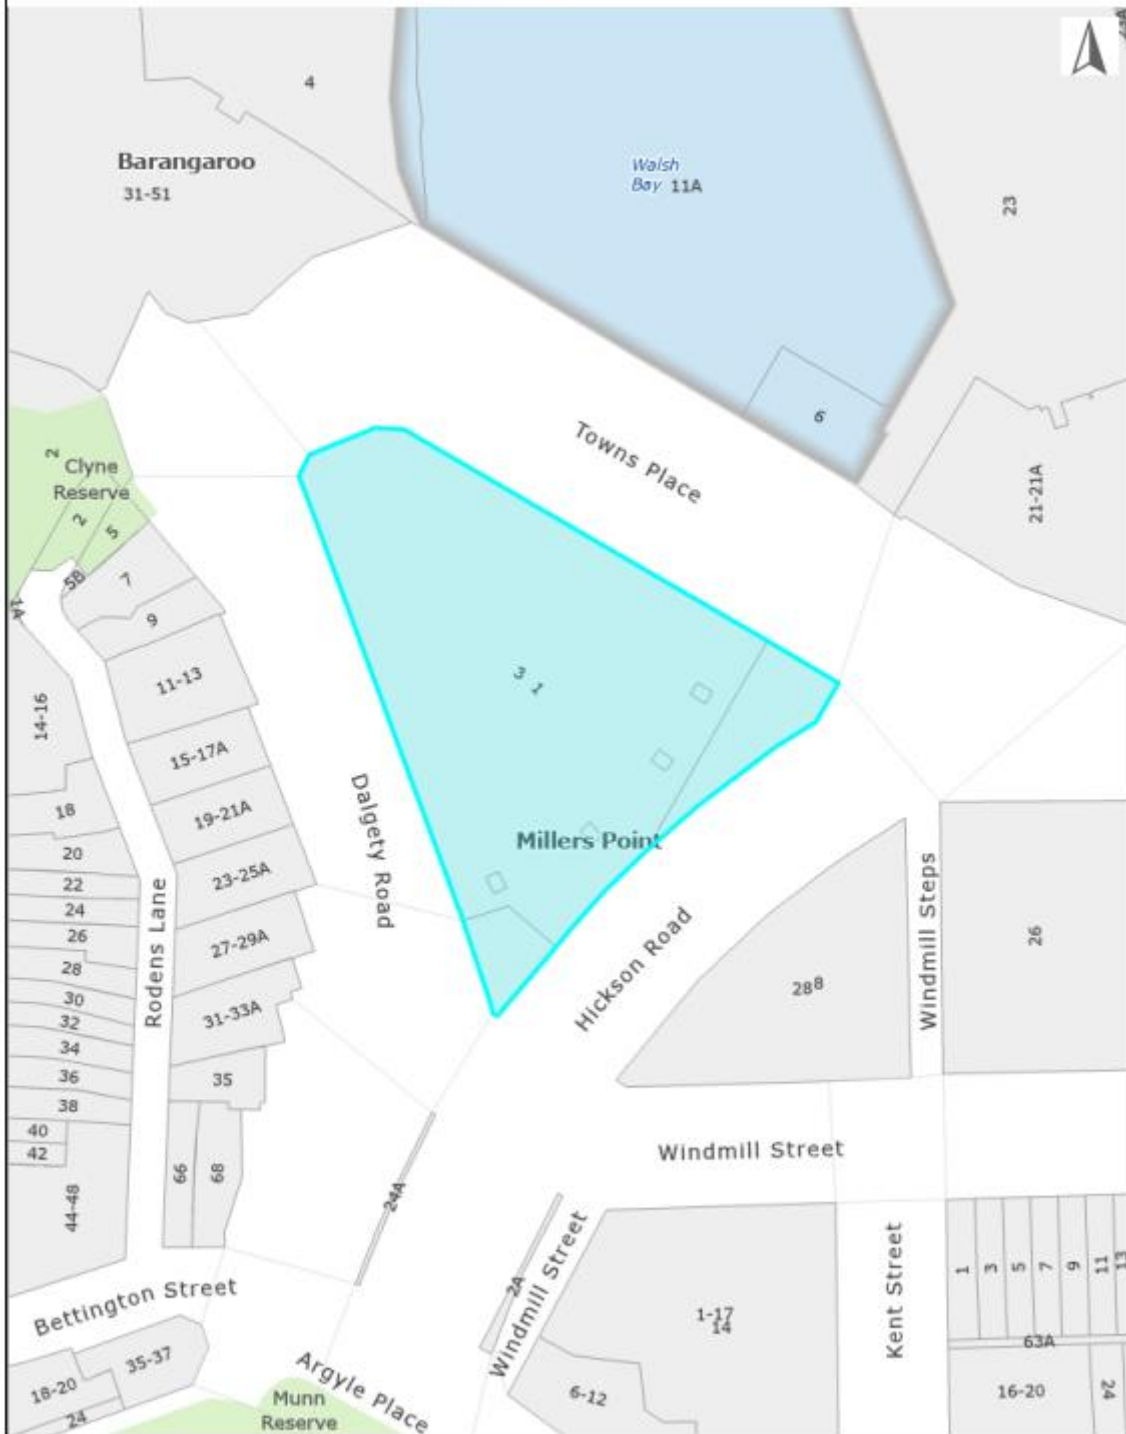 4
Barangaroo
31-51
Walsh
Bay 11A
23
6
Towns Place
21-21A
2
Clyne
Reserve
2
5
5B
7
1A
9
11-13
14-16
3 1
15-17A
18
19-21A
Dalgety Road
Millers Point
20
22
23-25A
24
26
27-29A
28
Rodens Lane
Hickson Road
Windmill Steps
26
288
30
31-33A
32
34
36
35
38
40
42
Windmill Street
66
68
24A
44-48
Bettington Street
2A
Windmill Street
Kent Street
1
3
5
7
9
11
13
1-17
14
63A
35-37
18-20
Argyle Place
6-12
16-20
24
24
Munn
Reserve